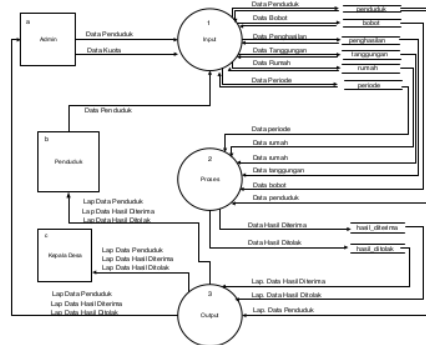 a
Admin
Data Penduduk
Data Kuota
1
Input
Data Penduduk
penduduk
Data Bobot
bobot
Data Penghasilan
penghasilan
Data Tanggungan
tanggungan
Data Rumah
rumah
Data Periode
periode
Data Penduduk
b
Penduduk
2
Proses
Data periode
Data rumah
Data rumah
Data tanggungan
Data bobot
Data penduduk
Lap Data Penduduk
Lap Data Hasil Diterima
Lap Data Hasil Ditolak
Data Hasil Diterima
hasil_diterima
Data Hasil Ditolak
hasil_ditolak
c
Kepala Desa
Lap Data Penduduk
Lap Data Hasil Diterima
Lap Data Hasil Ditolak
3
Output
Lap. Data Hasil Diterima
Lap. Data Hasil Ditolak
Lap. Data Penduduk
Lap Data Penduduk
Lap Data Hasil Diterima
Lap Data Hasil Ditolak